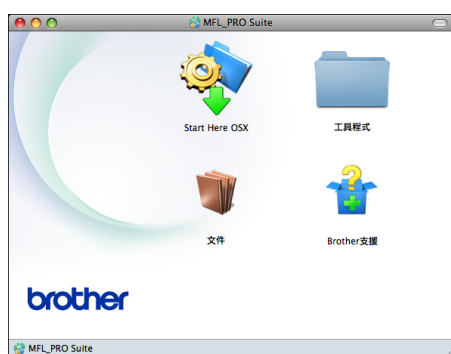 MFL_PRO Suite
Start Here OSX
工具程式
文件
Brother支援
brother
MFL_PRO Suite